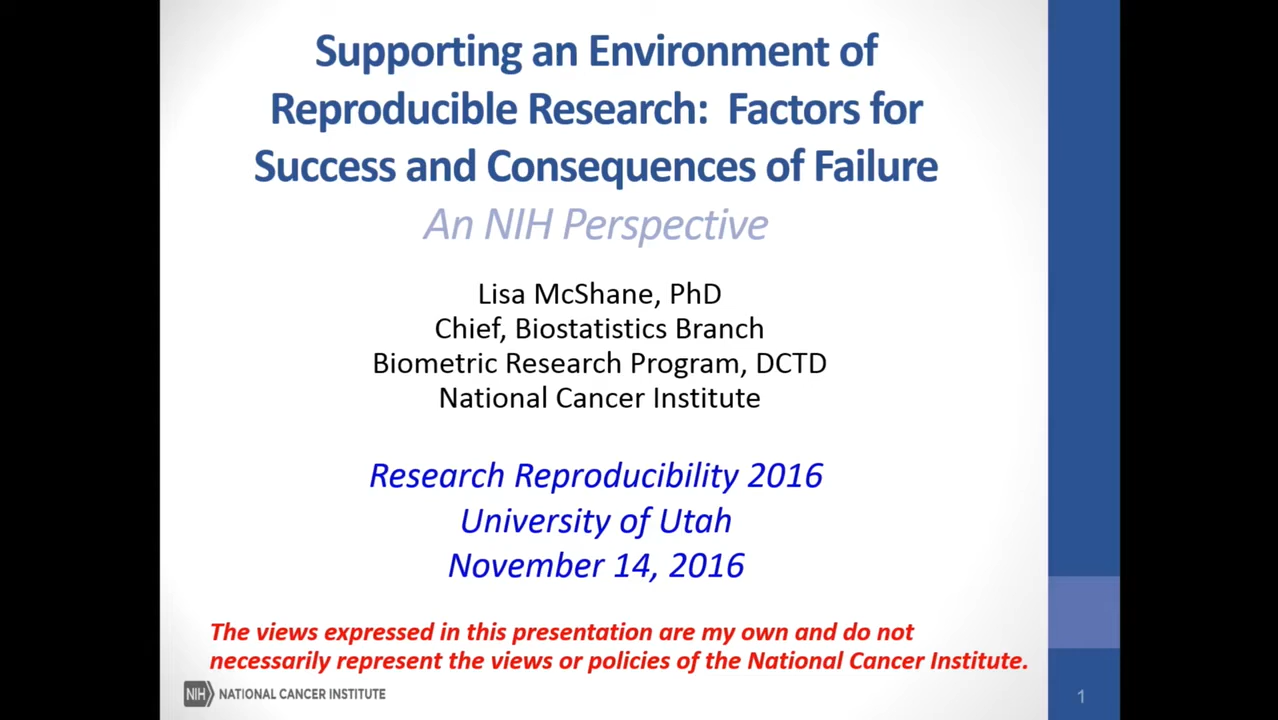 Supporting an Environment of
Reproducible Research: Factors for
Success and Consequences of Failure
An NIH Perspective
Lisa McShane, PhD
Chief, Biostatistics Branch
Biometric Research Program, DCTD
National Cancer Institute
Research Reproducibility 2016
University of Utah
November 14, 2016
The views expressed in this presentation are my own and do not
necessarily represent the views or policies of the National Cancer Institute.
NIH NATIONAL CANCER INSTITUTE
1